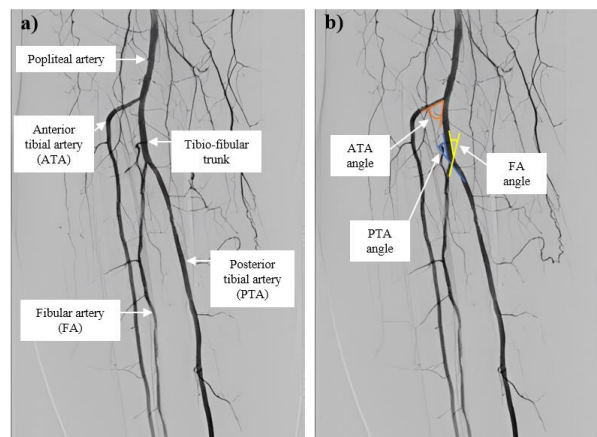 a)
Popliteal artery
Anterior
tibial artery
(ATA)
Tibio-fibular
trunk
Posterior
tibial artery
(PTA)
Fibular artery
(FA)
b)
ATA
angle
FA
angle
PTA
angle